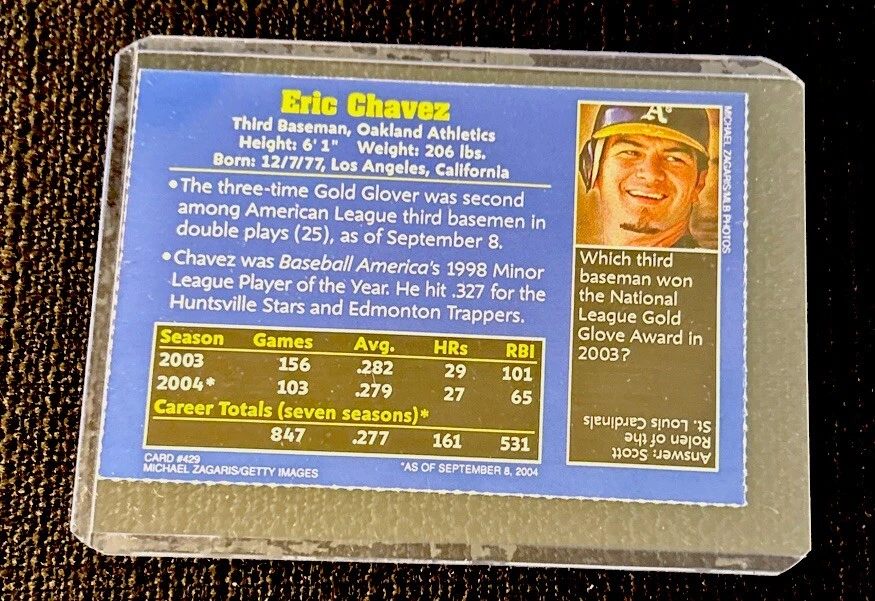 Eric Chavez
Third Baseman, Oakland Athletics
Height: 6' 1" Weight: 206 lbs.
Born: 12/7/77, Los Angeles, California
•The three-time Gold Glover was second
among American League third basemen in
double plays (25), as of September 8.
•Chavez was Baseball America's 1998 Minor
League Player of the Year. He hit .327 for the
Huntsville Stars and Edmonton Trappers.
Season Games Avg. HRs RBI
2003 156 .282 29 101
2004* 103 .279 27 65
Career Totals (seven seasons)*
847 .277 161 531
CARD #429
MICHAEL ZAGARIS/GETTY IMAGES
*AS OF SEPTEMBER 8, 2004
A's
MICHAEL ZAGARIS/MLB PHOTOS
Which third
baseman won
the National
League Gold
Glove Award in
2003?
Answer: Scott
Rolen of the
St. Louis Cardinals